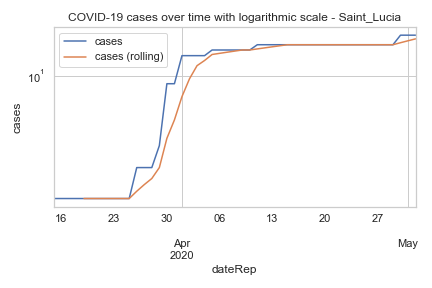 COVID-19 cases over time with logarithmic scale - Saint_Lucia
cases
cases (rolling)
10¹
cases
16 23 30 06 13 20 27
Apr May
2020
dateRep